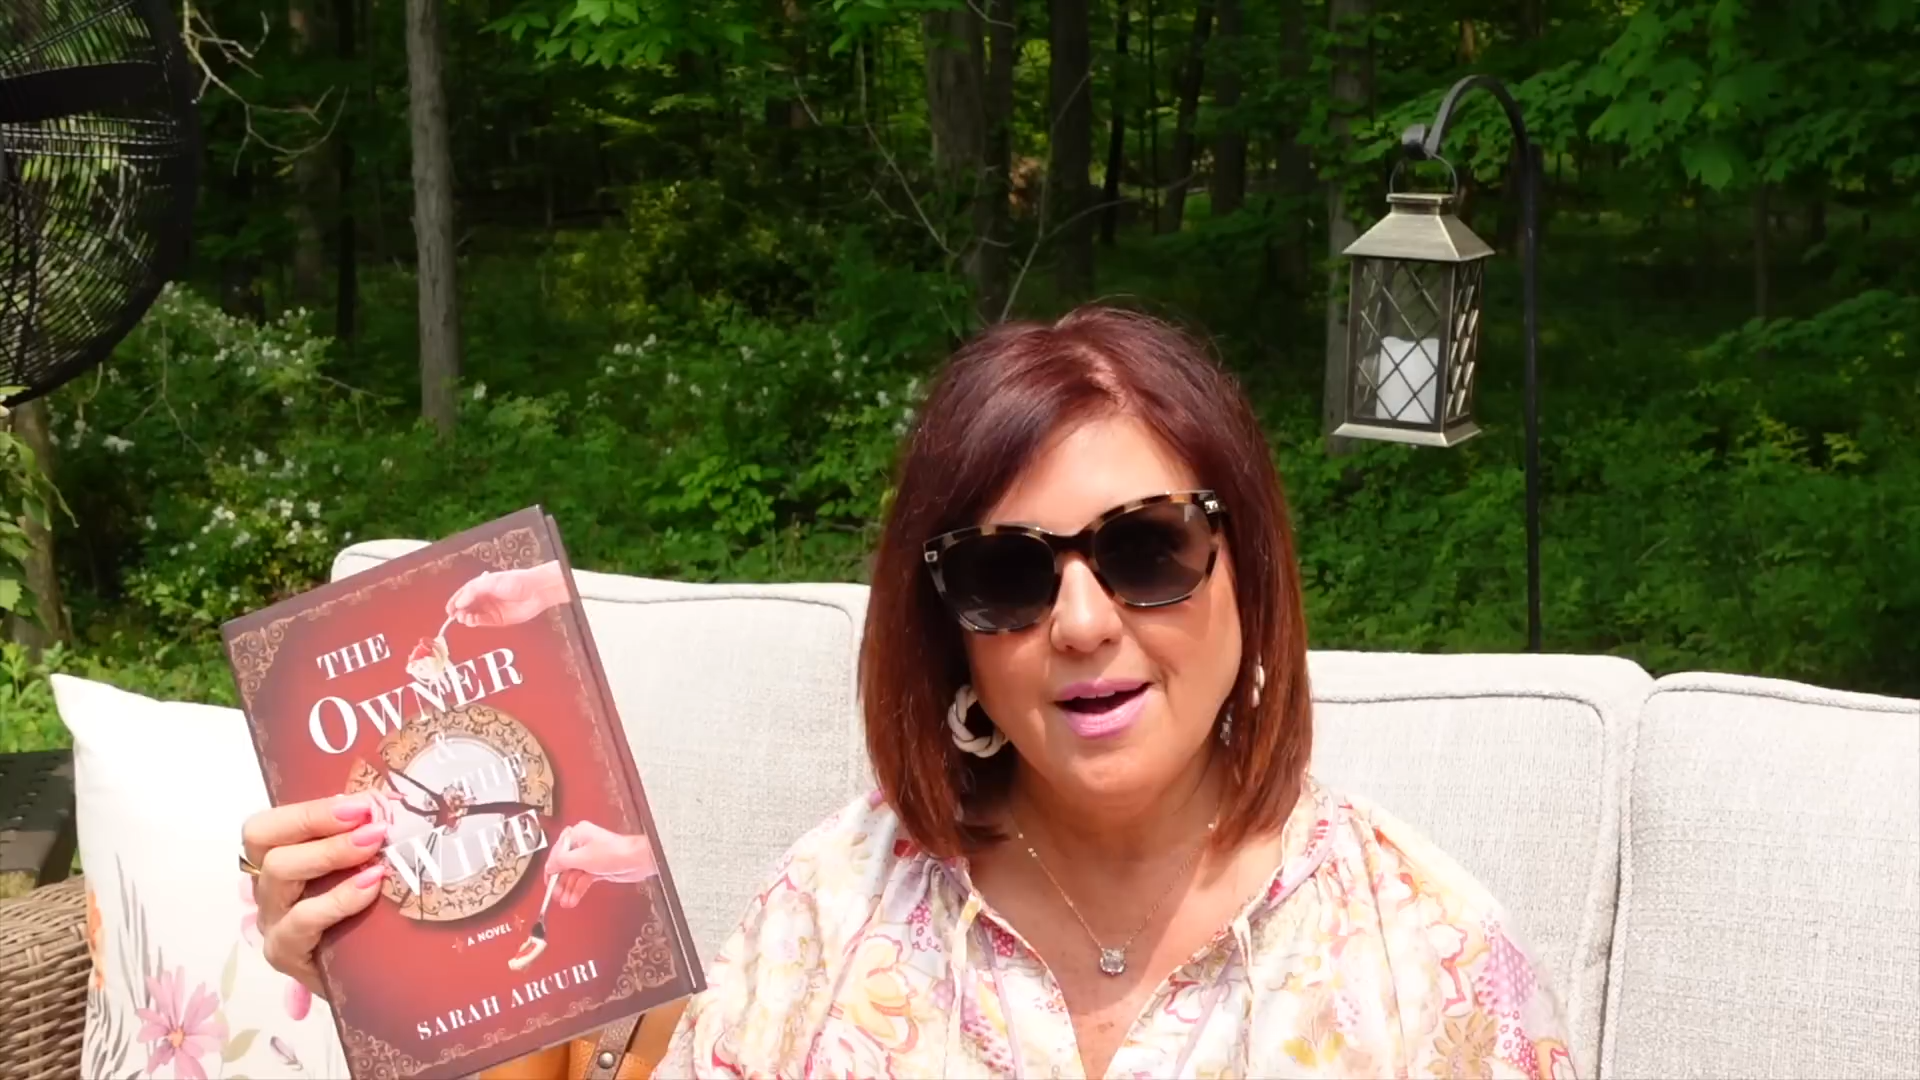 THE
OWNER
&
THE
WIFE
A NOVEL
SARAH ARCURI